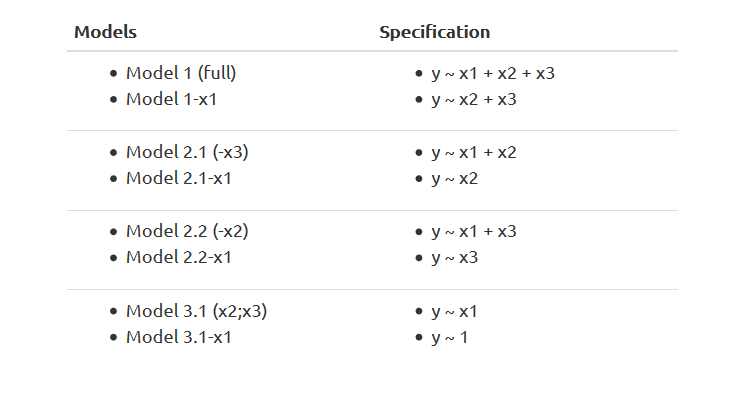 Models Specification
• Model 1 (full) • y ~ x1 + x2 + x3
• Model 1-x1 • y ~ x2 + x3
• Model 2.1 (-x3) • y ~ x1 + x2
• Model 2.1-x1 • y ~ x2
• Model 2.2 (-x2) • y ~ x1 + x3
• Model 2.2-x1 • y ~ x3
• Model 3.1 (x2;x3) • y ~ x1
• Model 3.1-x1 • y ~ 1